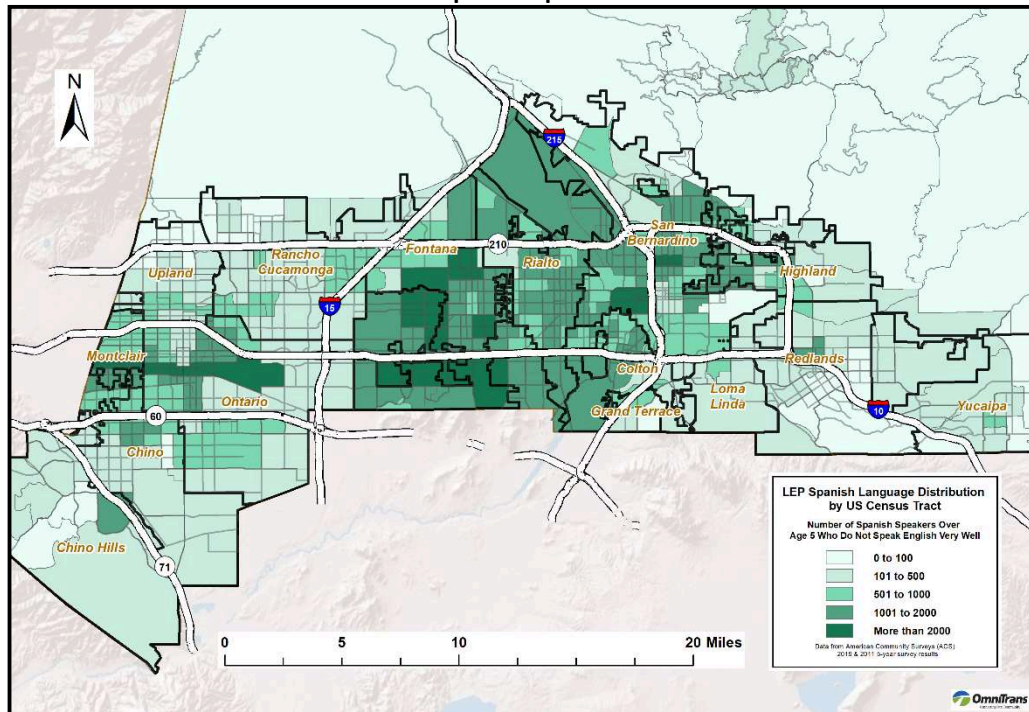 N
215
San
Bernardino
210
Fontana
Rialto
Rancho
Cucamonga
Upland
Highland
15
Montclair
Redlands
Colton
Loma
Linda
Ontario
Grand Terrace
60
10
Yucaipa
Chino
Chino Hills
71
0 5 10 20 Miles
LEP Spanish Language Distribution
by US Census Tract
Number of Spanish Speakers Over
Age 5 Who Do Not Speak English Very Well
0 to 100
101 to 500
501 to 1000
1001 to 2000
More than 2000
Data from American Community Surveys (ACS)
5-year survey results
OmniTrans